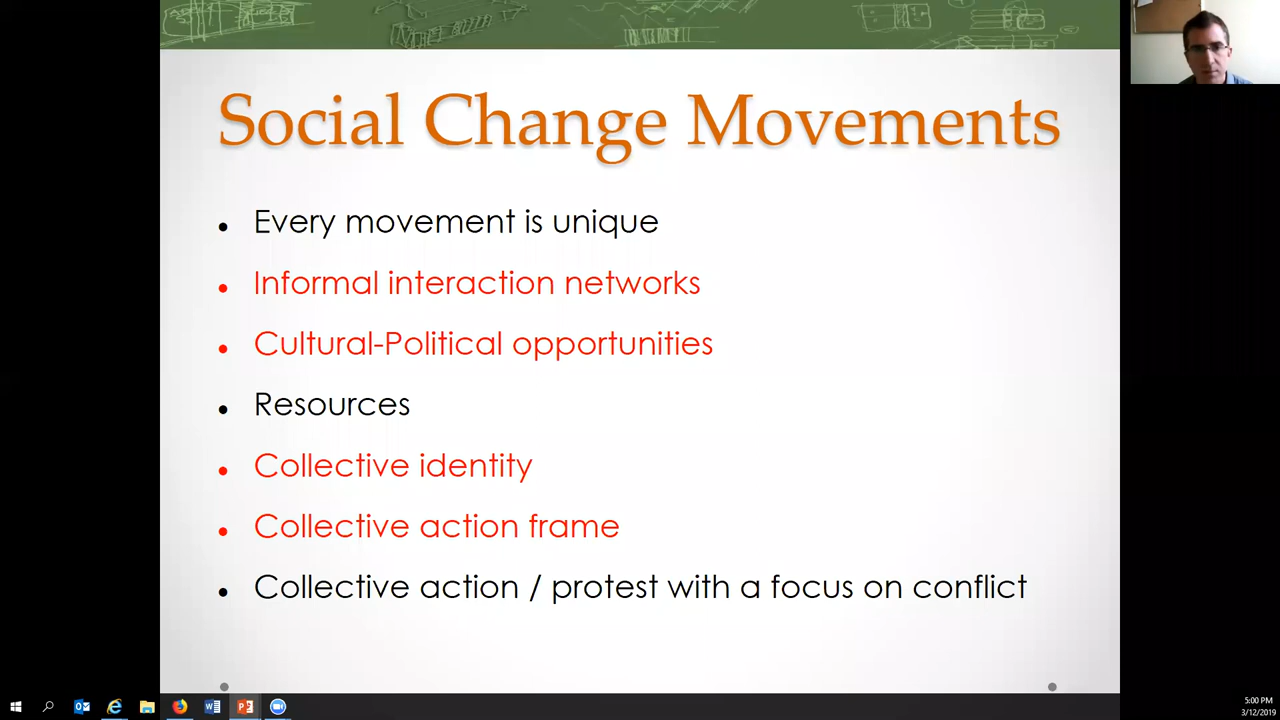 Social Change Movements
Every movement is unique
Informal interaction networks
Cultural-Political opportunities
Resources
Collective identity
Collective action frame
Collective action / protest with a focus on conflict
5:00 PM
3/12/2019